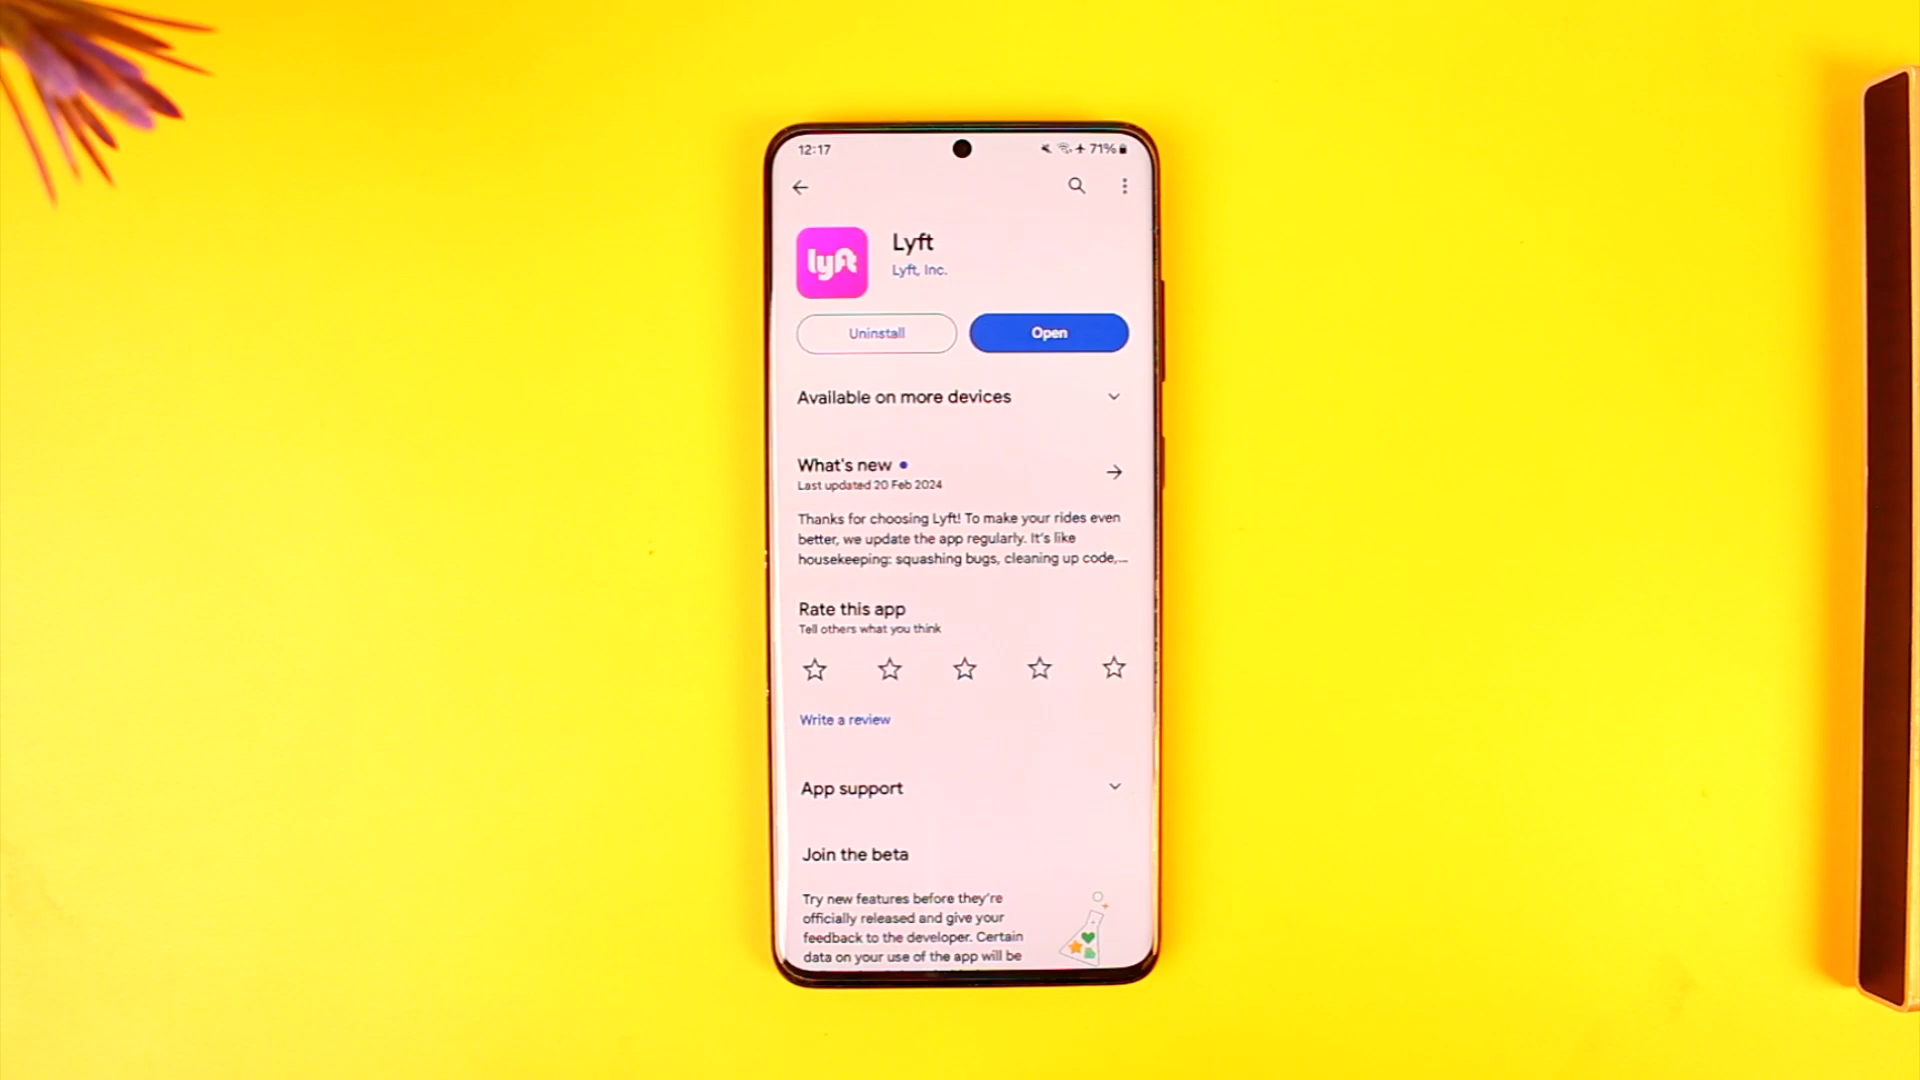 12:17
71%
lyft
Lyft
Lyft, Inc.
Uninstall
Open
Available on more devices
What's new
Last updated 20 Feb 2024
Thanks for choosing Lyft! To make your rides even
better, we update the app regularly. It's like
housekeeping: squashing bugs, cleaning up code,...
Rate this app
Tell others what you think
Write a review
App support
Join the beta
Try new features before they're
officially released and give your
feedback to the developer. Certain
data on your use of the app will be